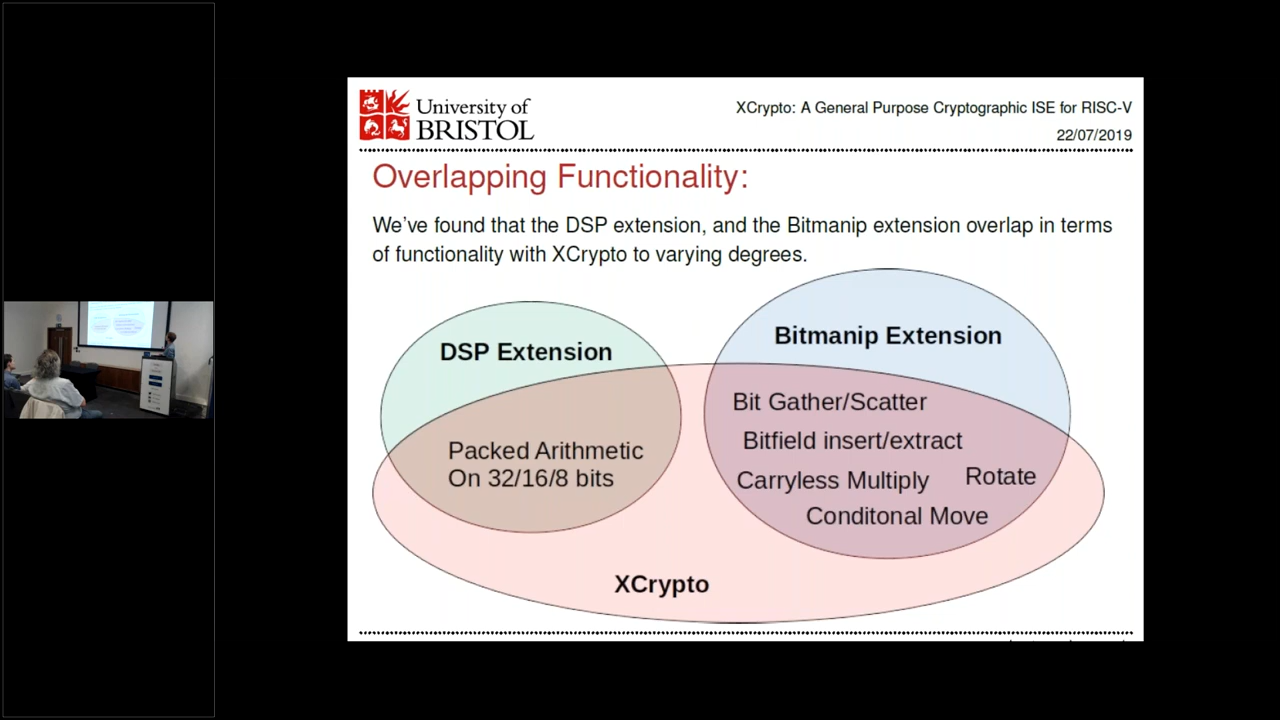 University of
BRISTOL
XCrypto: A General Purpose Cryptographic ISE for RISC-V
22/07/2019
Overlapping Functionality:
We've found that the DSP extension, and the Bitmanip extension overlap in terms
of functionality with XCrypto to varying degrees.
DSP Extension
Packed Arithmetic
On 32/16/8 bits
Bitmanip Extension
Bit Gather/Scatter
Bitfield insert/extract
Carryless Multiply
Rotate
Conditonal Move
XCrypto